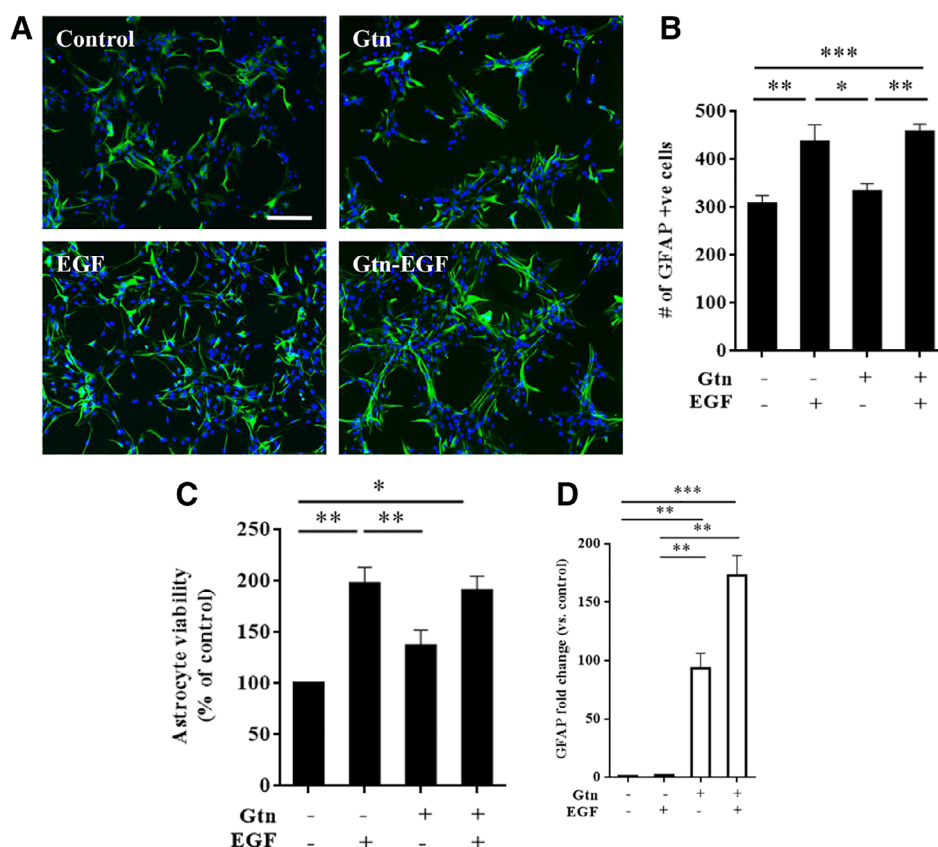 A
Control
Gtn
EGF
Gtn-EGF
B
***
** * **
# of GFAP +ve cells
500
400
300
200
100
0
Gtn - - + +
EGF - + - +
C
*
** **
Astrocyte viability
(% of control)
250
200
150
100
50
0
Gtn - - + +
EGF - + - +
D
***
**
**
**
GFAP fold change (vs. control)
200
150
100
50
0
Gtn - - + +
EGF - + - +